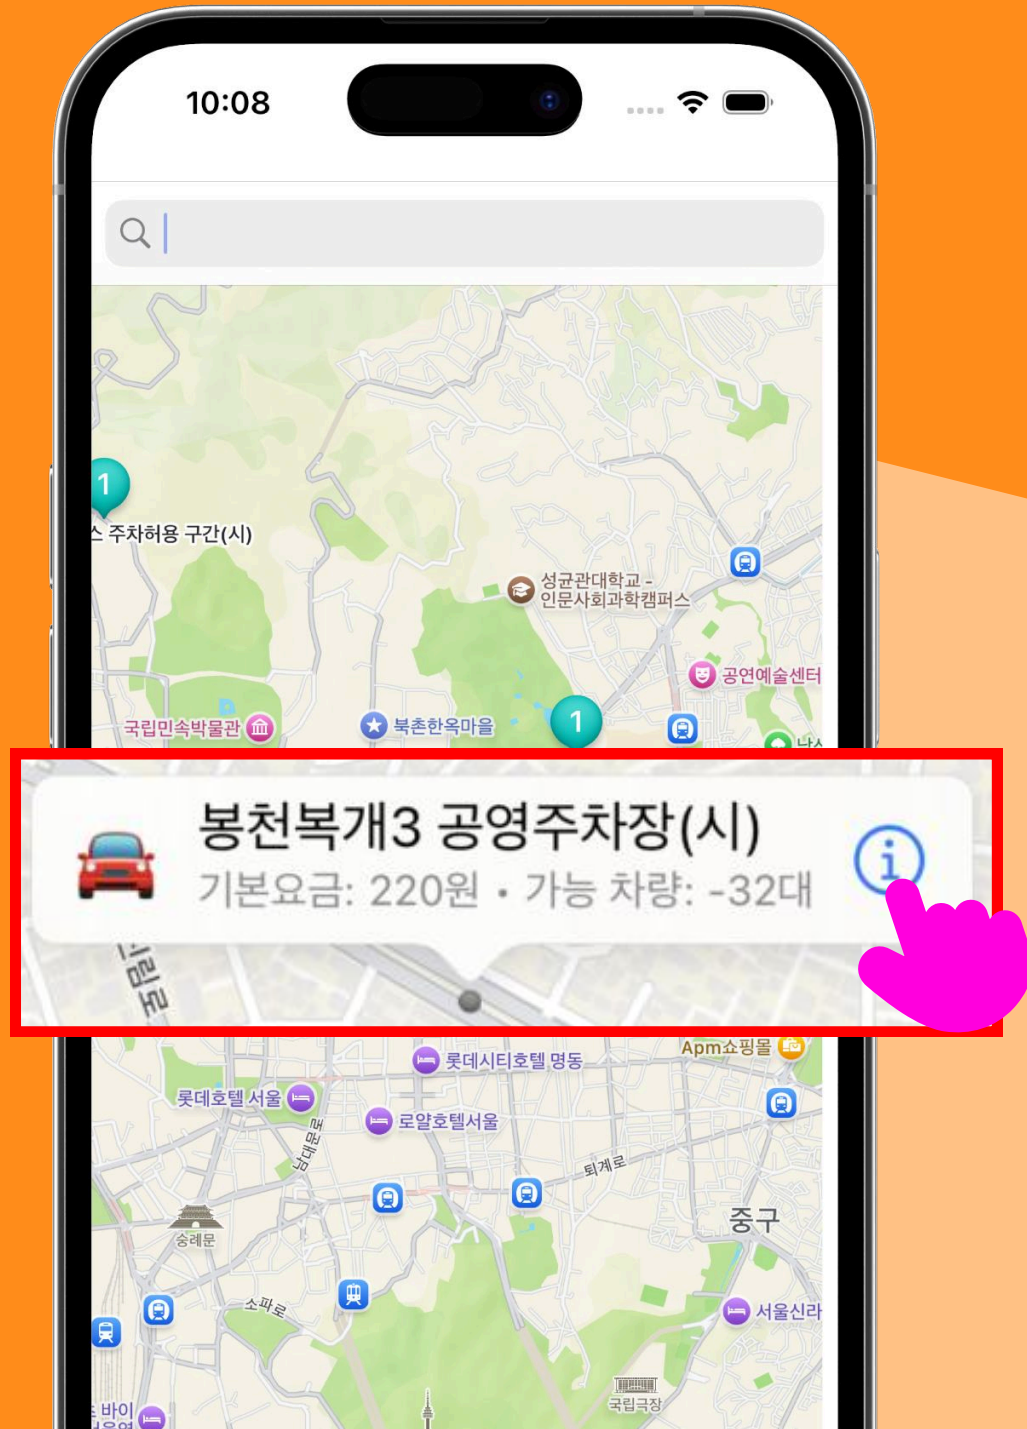 10:08
1
스 주차허용 구간(시)
성균관대학교 -
인문사회과학캠퍼스
공연예술센터
국립민속박물관
북촌한옥마을
1
봉천복개3 공영주차장(시)
기본요금: 220원 • 가능 차량: -32대
i
롯데시티호텔 명동
Apm쇼핑몰
롯데호텔 서울
로얄호텔서울
남대문로
퇴계로
중구
숭례문
소파로
서울신라
국립극장
바이